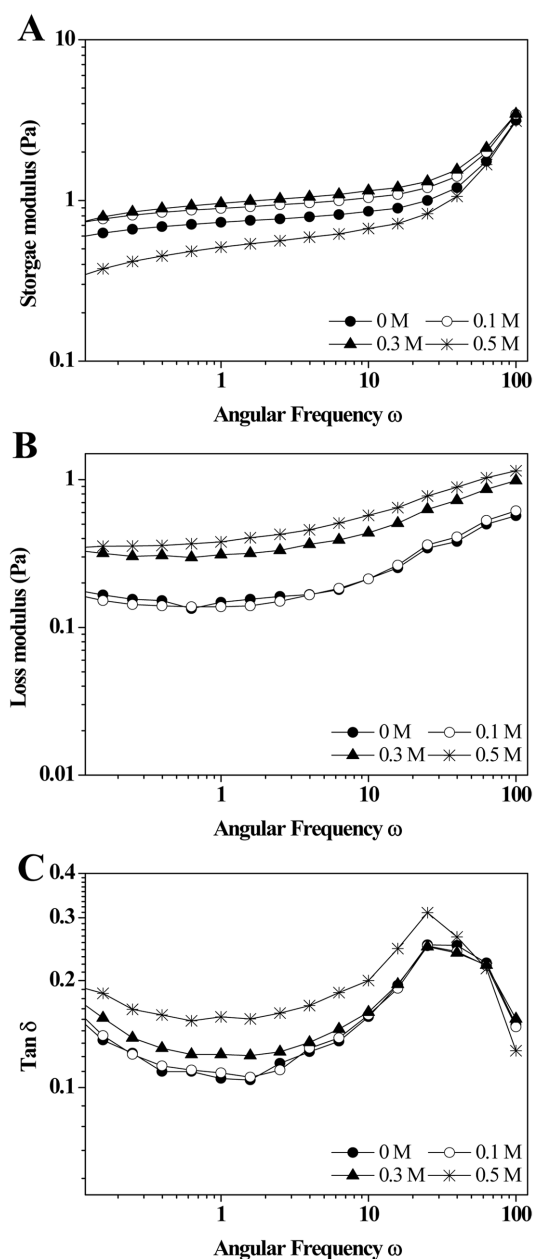 A
10
1
0.1
Storgae modulus (Pa)
0 M 0.1 M
0.3 M 0.5 M
1 10 100
Angular Frequency ω
B
1
0.1
0.01
Loss modulus (Pa)
0 M 0.1 M
0.3 M 0.5 M
1 10 100
Angular Frequency ω
C
0.4
0.3
0.2
0.1
Tan δ
0 M 0.1 M
0.3 M 0.5 M
1 10 100
Angular Frequency ω